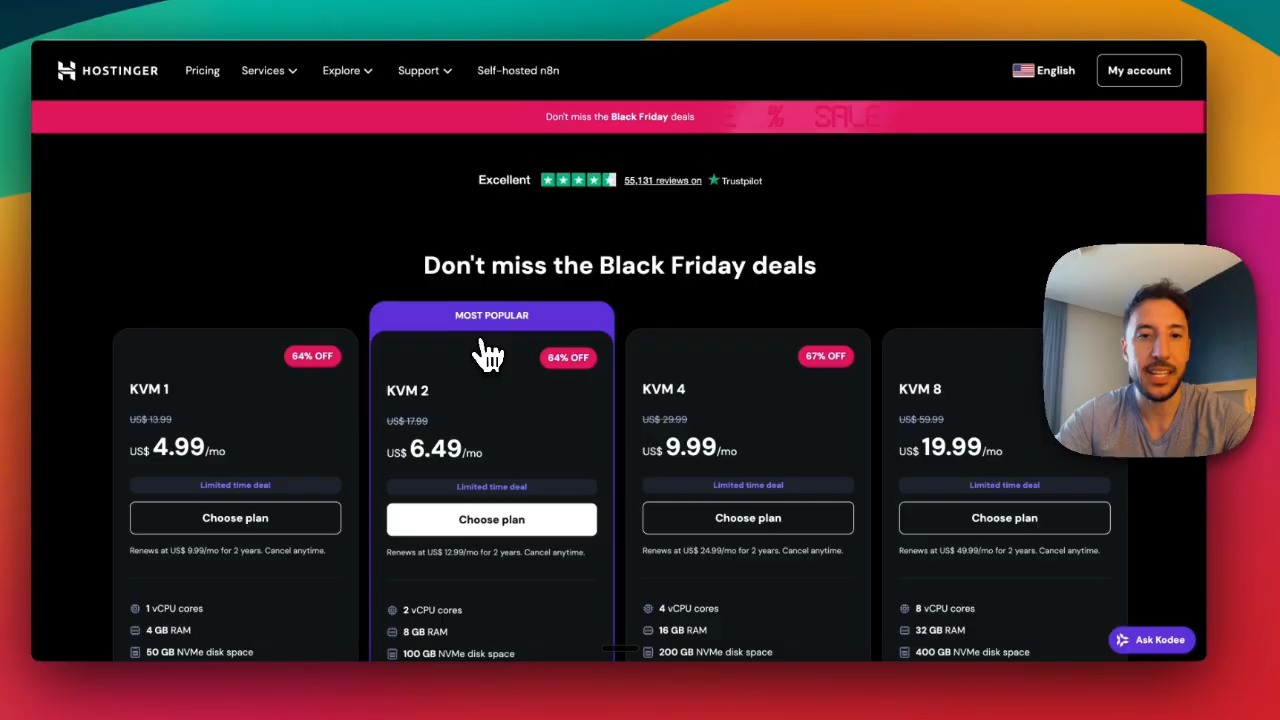 HOSTINGER
Pricing
Services
Explore
Support
Self-hosted n8n
English
My account
Don't miss the Black Friday deals
% SALE
Excellent
55,131 reviews on Trustpilot
Don't miss the Black Friday deals
MOST POPULAR
64% OFF
KVM 1
US$ 13.99
US$ 4.99/mo
Limited time deal
Choose plan
Renews at US$ 9.99/mo for 2 years. Cancel anytime.
1 vCPU cores
4 GB RAM
50 GB NVMe disk space
64% OFF
KVM 2
US$ 17.99
US$ 6.49/mo
Limited time deal
Choose plan
Renews at US$ 12.99/mo for 2 years. Cancel anytime.
2 vCPU cores
8 GB RAM
100 GB NVMe disk space
67% OFF
KVM 4
US$ 29.99
US$ 9.99/mo
Limited time deal
Choose plan
Renews at US$ 24.99/mo for 2 years. Cancel anytime.
4 vCPU cores
16 GB RAM
200 GB NVMe disk space
KVM 8
US$ 59.99
US$ 19.99/mo
Limited time deal
Choose plan
Renews at US$ 49.99/mo for 2 years. Cancel anytime.
8 vCPU cores
32 GB RAM
400 GB NVMe disk space
Ask Kodee